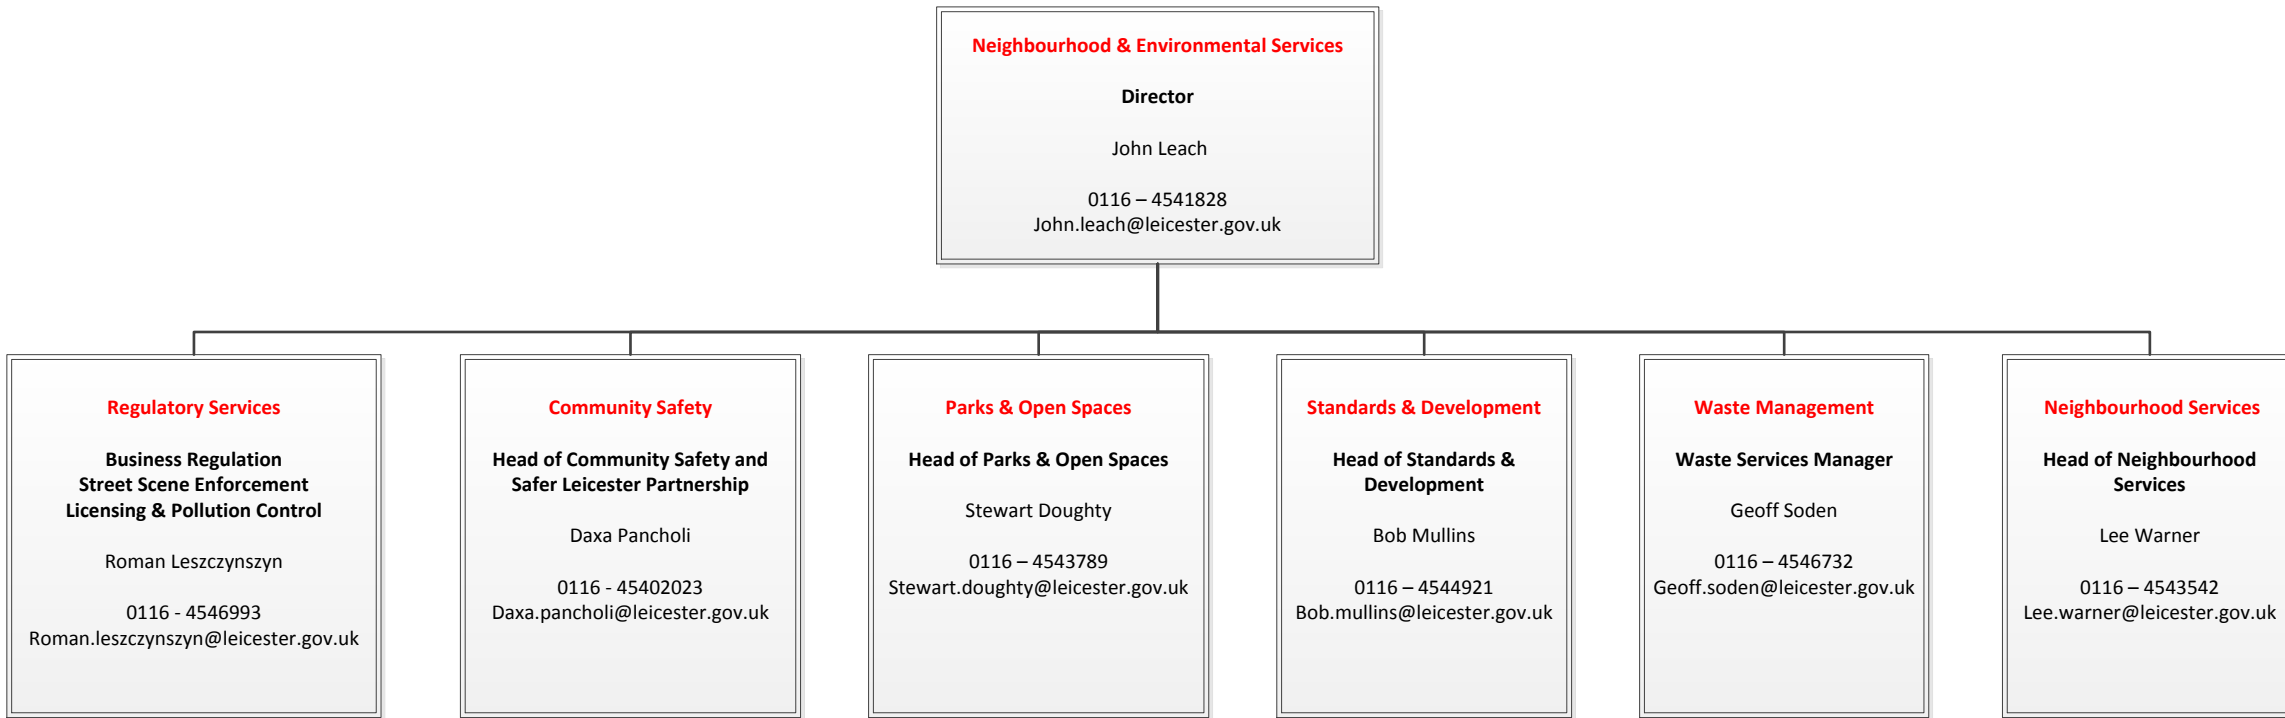 Neighbourhood & Environmental Services
Director
John Leach
0116 – 4541828
John.leach@leicester.gov.uk
Regulatory Services
Business Regulation
Street Scene Enforcement
Licensing & Pollution Control
Roman Leszczynszyn
0116 - 4546993
Roman.leszczynszyn@leicester.gov.uk
Community Safety
Head of Community Safety and
Safer Leicester Partnership
Daxa Pancholi
0116 - 45402023
Daxa.pancholi@leicester.gov.uk
Parks & Open Spaces
Head of Parks & Open Spaces
Stewart Doughty
0116 – 4543789
Stewart.doughty@leicester.gov.uk
Standards & Development
Head of Standards &
Development
Bob Mullins
0116 – 4544921
Bob.mullins@leicester.gov.uk
Waste Management
Waste Services Manager
Geoff Soden
0116 – 4546732
Geoff.soden@leicester.gov.uk
Neighbourhood Services
Head of Neighbourhood
Services
Lee Warner
0116 – 4543542
Lee.warner@leicester.gov.uk